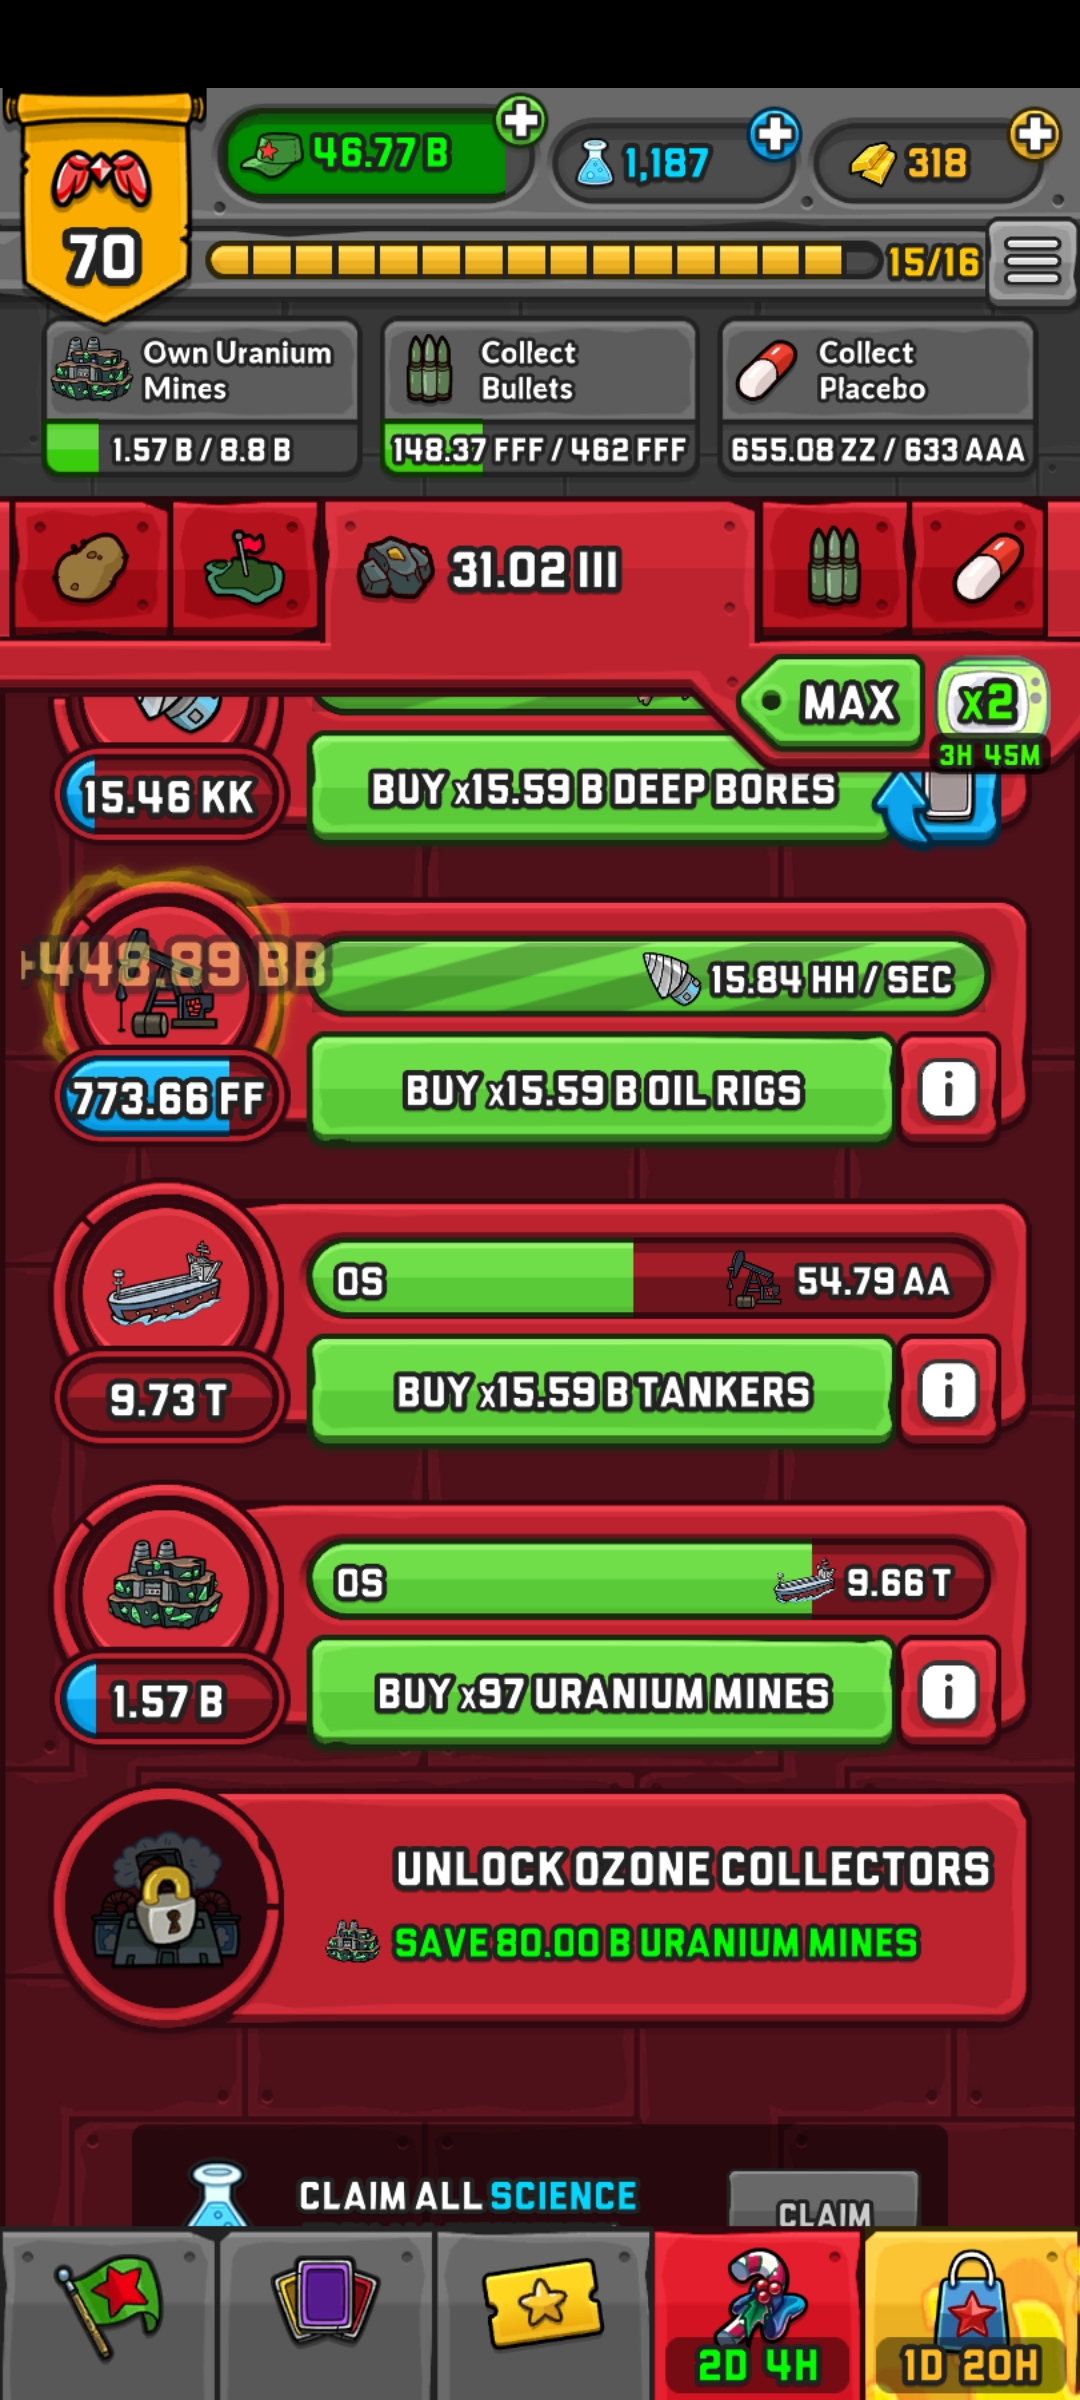 46.77 B
1,187
318
70
15/16
Own Uranium Mines
1.57 B / 8.8 B
Collect Bullets
148.37 FFF / 462 FFF
Collect Placebo
655.08 ZZ / 633 AAA
31.02 III
MAX
x2
3H 45M
15.46 KK
BUY x15.59 B DEEP BORES
+448.89 BB
15.84 HH / SEC
773.66 FF
BUY x15.59 B OIL RIGS
i
0S
54.79 AA
9.73 T
BUY x15.59 B TANKERS
i
0S
9.66 T
1.57 B
BUY x97 URANIUM MINES
i
UNLOCK OZONE COLLECTORS
SAVE 80.00 B URANIUM MINES
CLAIM ALL SCIENCE
CLAIM
2D 4H
1D 20H